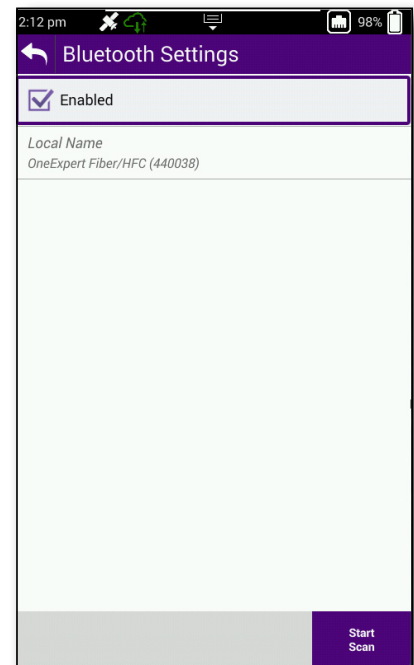 2:12 pm
98%
Bluetooth Settings
Enabled
Local Name
OneExpert Fiber/HFC (440038)
Start
Scan